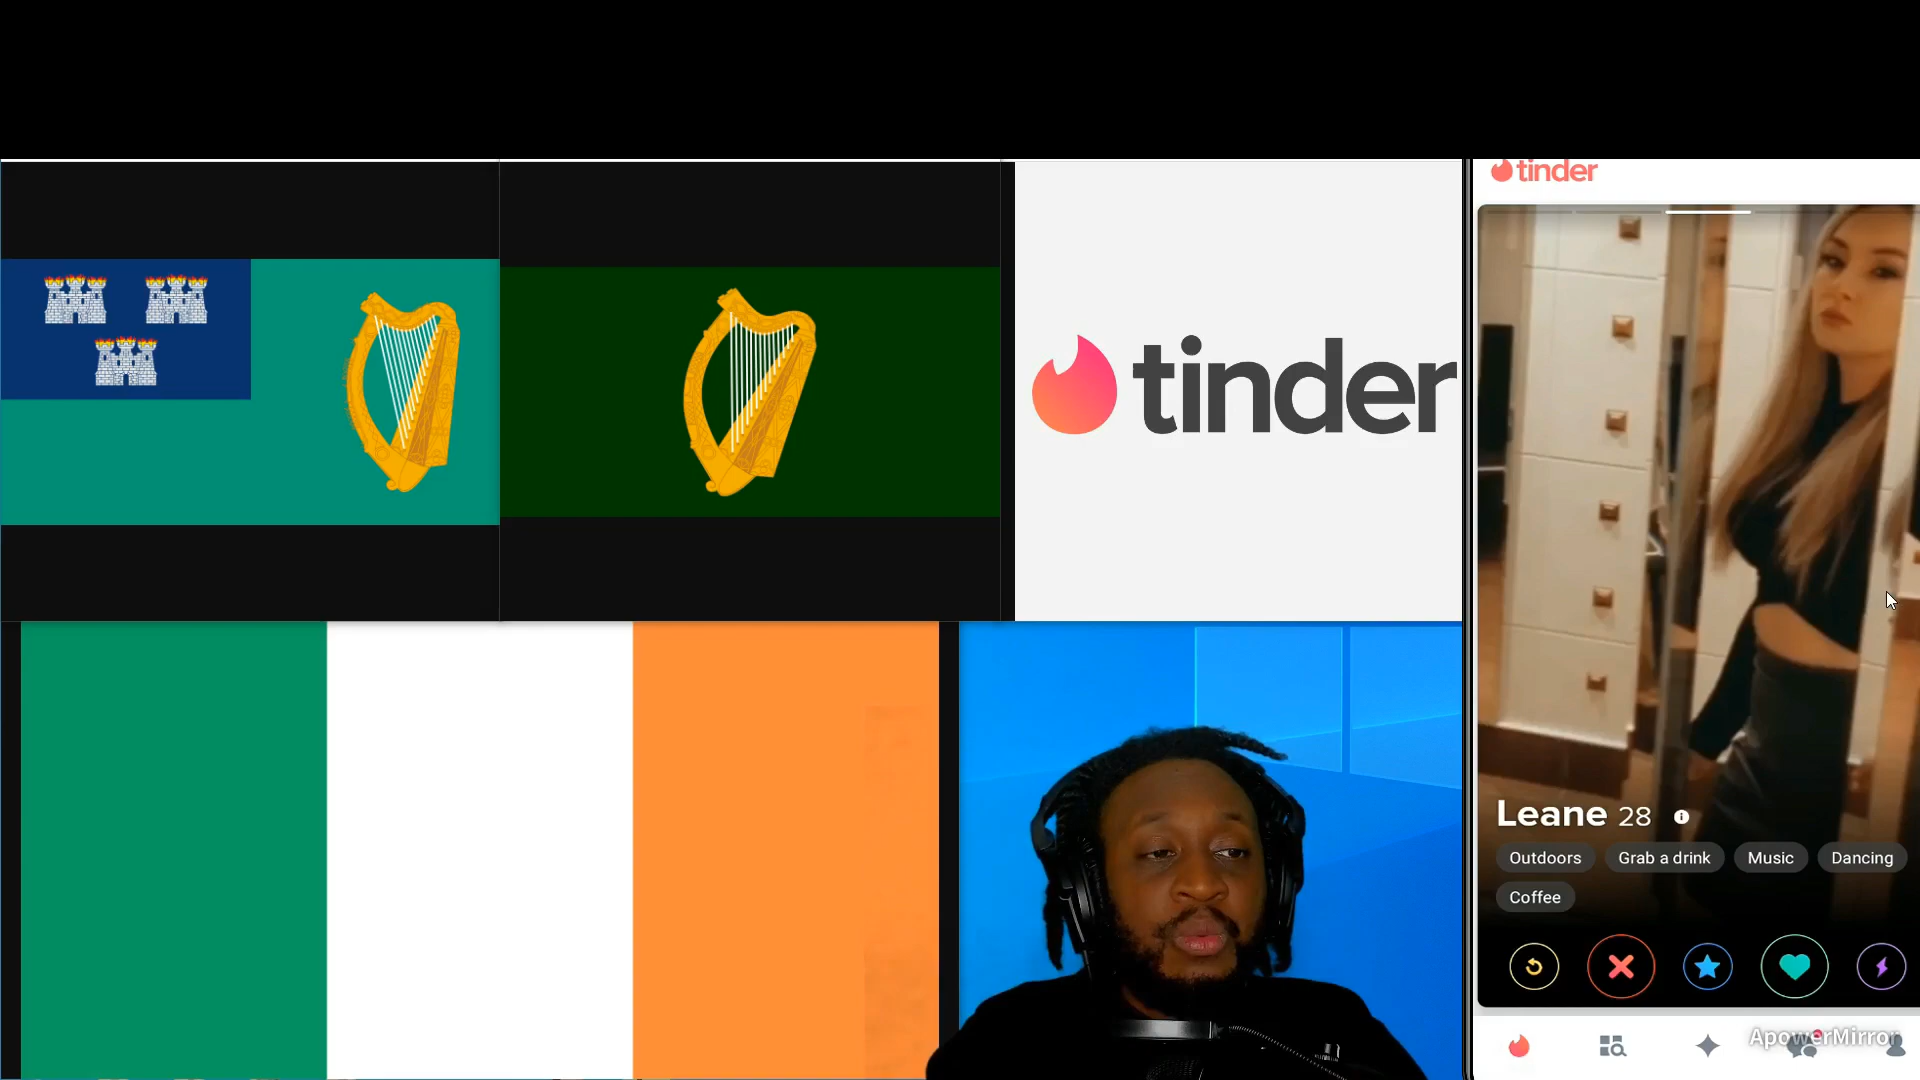 tinder
tinder
Leane 28
Outdoors Grab a drink Music Dancing
Coffee
ApowerMirror